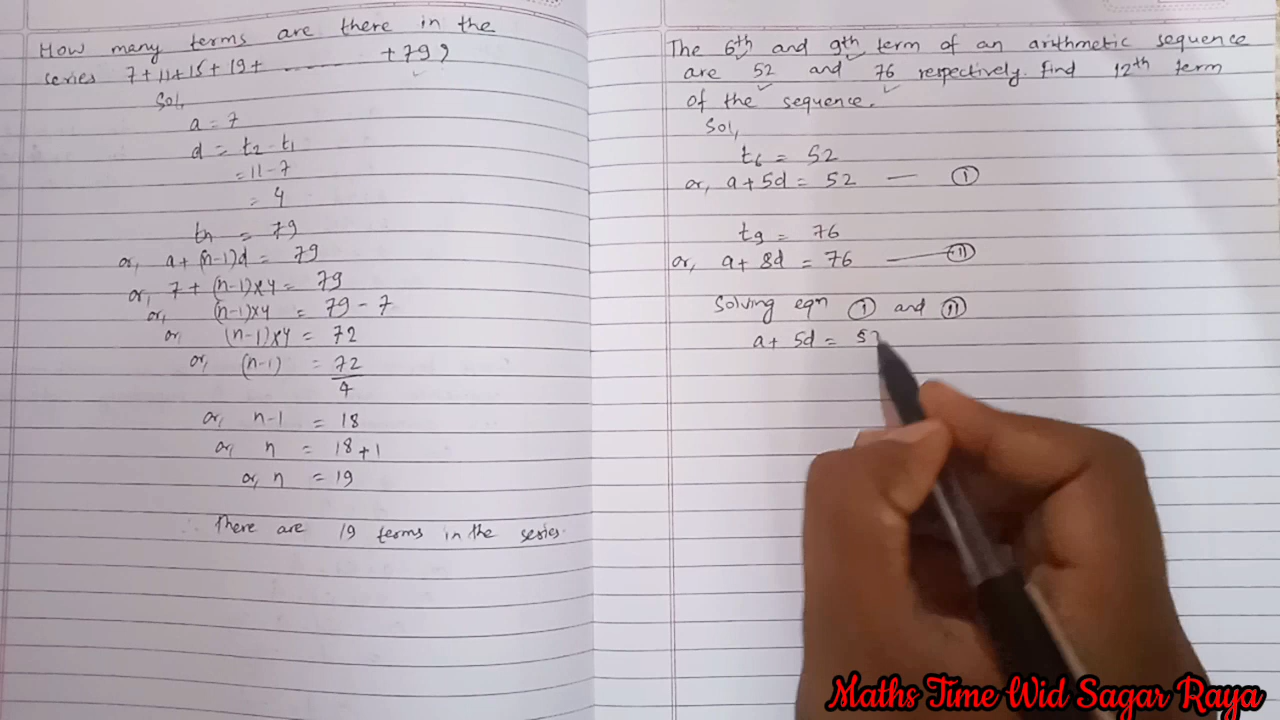 How many terms are there in the
series 7+11+15+19+ ........ +79?
Sol,
a = 7
d = t2 - t1
= 11-7
= 4
tn = 79
or, a+(n-1)d = 79
or, 7+(n-1)x4 = 79
or, (n-1)x4 = 79-7
or, (n-1)x4 = 72
or, (n-1) = 72
4
or, n-1 = 18
or, n = 18+1
or, n = 19
∴ There are 19 terms in the series.
The 6th and 9th term of an arithmetic sequence
are 52 and 76 respectively. Find 12th term
of the sequence.
Sol,
t6 = 52
or, a+5d = 52 — (I)
t9 = 76
or, a+8d = 76 — (II)
Solving eqn (I) and (II)
a+ 5d = 52
Maths Time Wid Sagar Raya